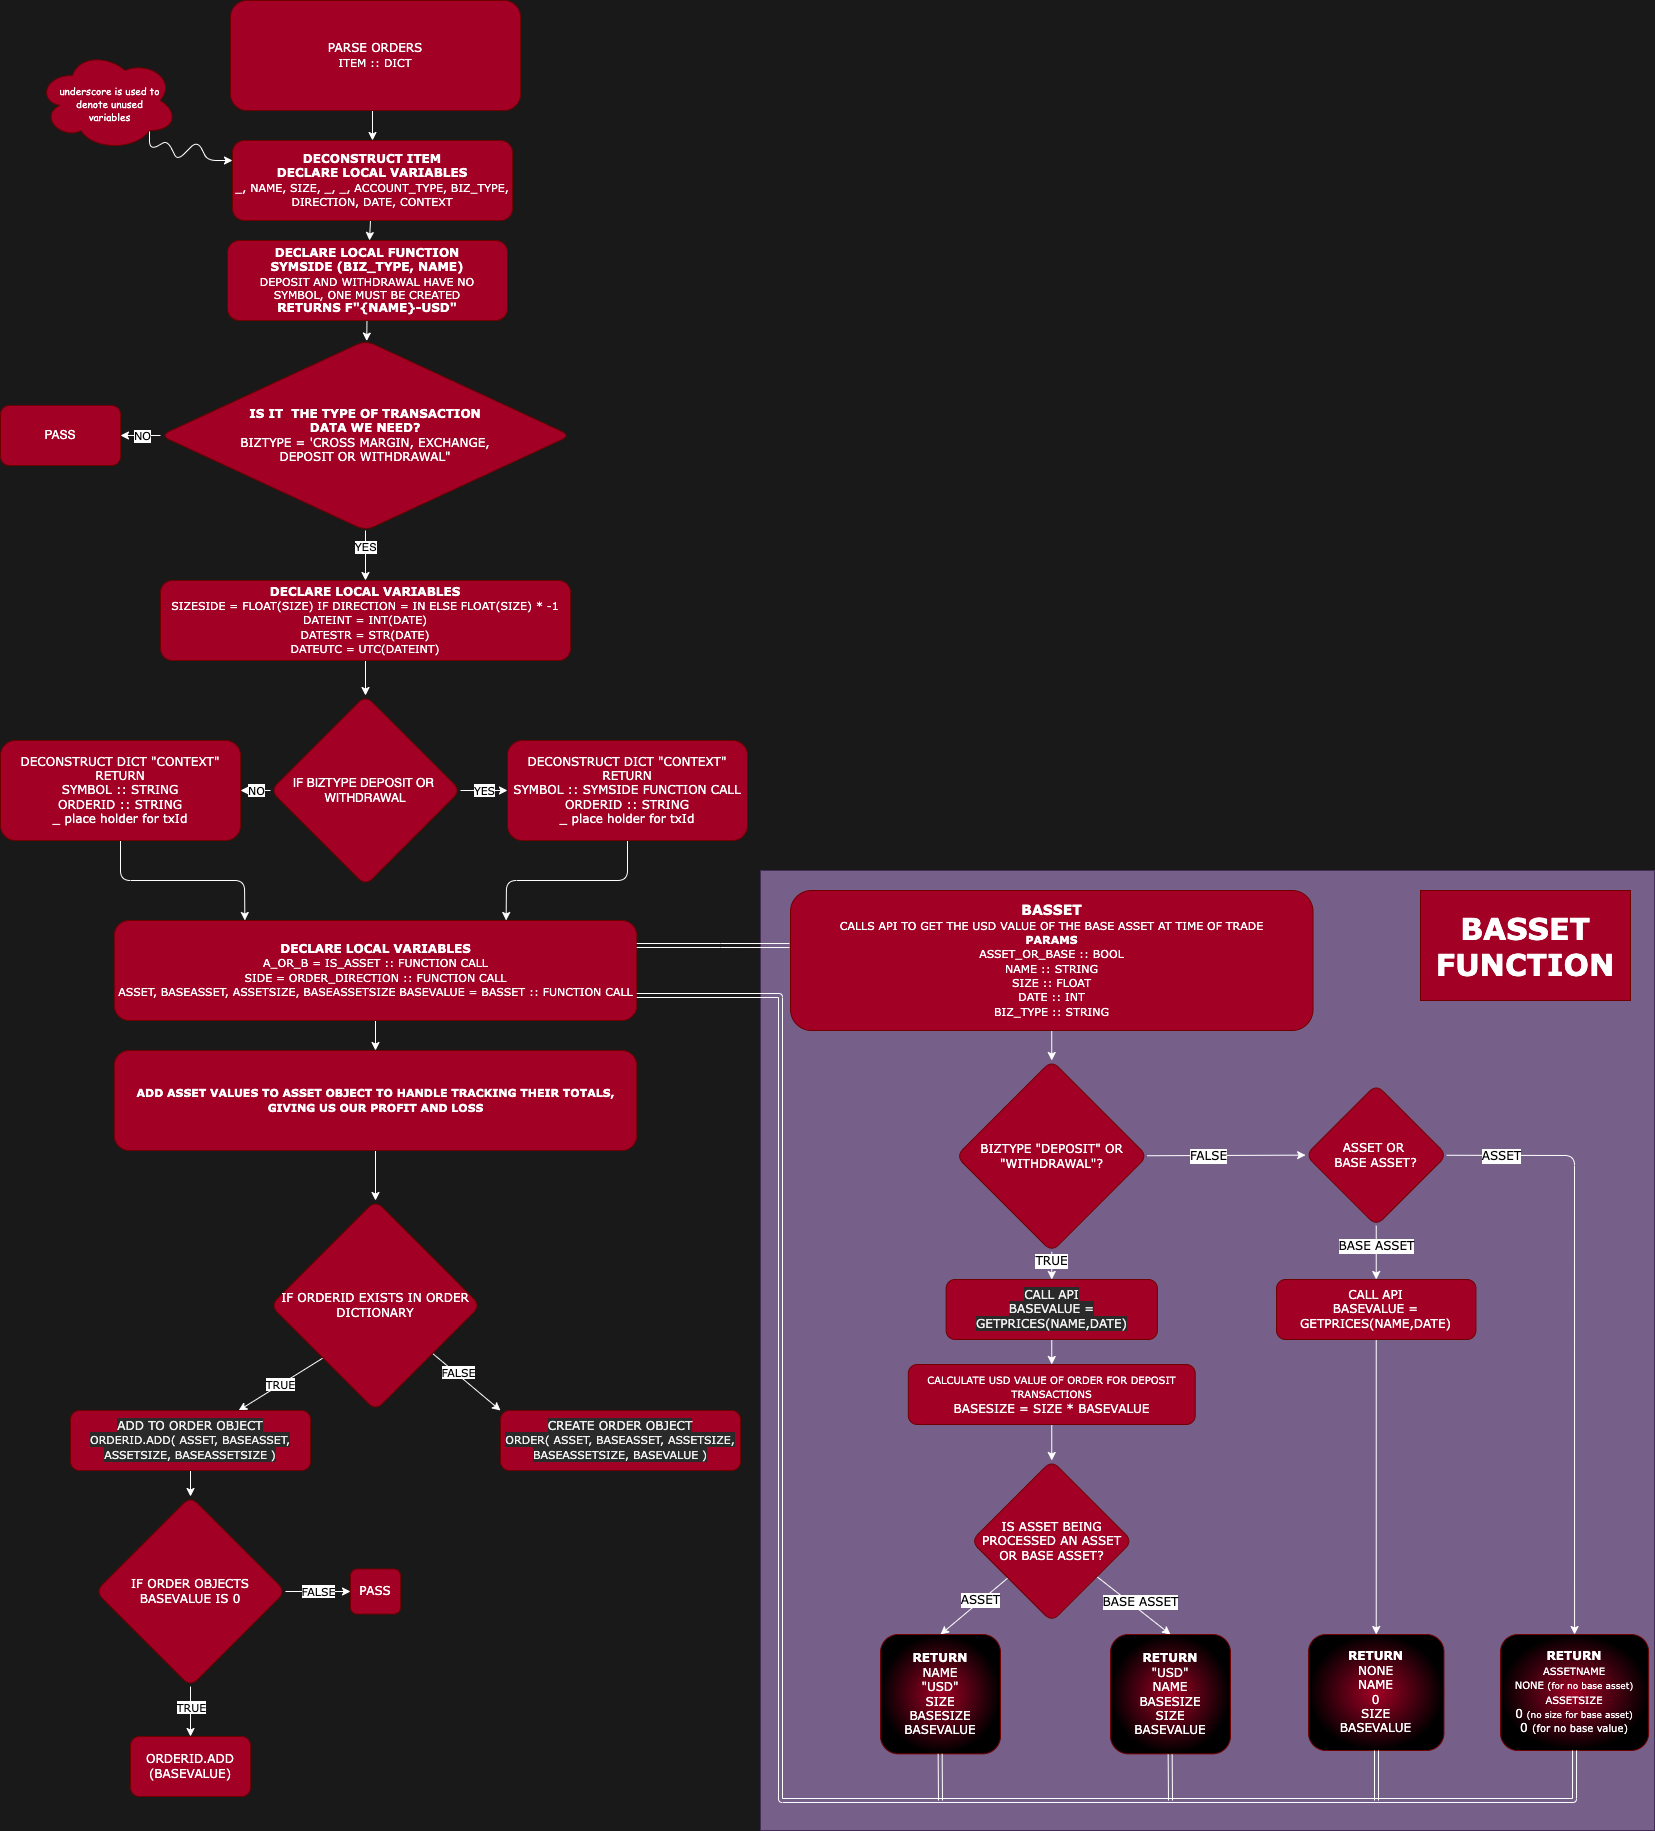 PARSE ORDERS
ITEM :: DICT
underscore is used to
denote unused
variables
DECONSTRUCT ITEM
DECLARE LOCAL VARIABLES
_, NAME, SIZE, _, _, ACCOUNT_TYPE, BIZ_TYPE,
DIRECTION, DATE, CONTEXT
DECLARE LOCAL FUNCTION
SYMSIDE (BIZ_TYPE, NAME)
DEPOSIT AND WITHDRAWAL HAVE NO
SYMBOL, ONE MUST BE CREATED
RETURNS F"{NAME}-USD"
IS IT THE TYPE OF TRANSACTION
DATA WE NEED?
BIZTYPE = 'CROSS MARGIN, EXCHANGE,
DEPOSIT OR WITHDRAWAL"
NO
PASS
YES
DECLARE LOCAL VARIABLES
SIZESIDE = FLOAT(SIZE) IF DIRECTION = IN ELSE FLOAT(SIZE) * -1
DATEINT = INT(DATE)
DATESTR = STR(DATE)
DATEUTC = UTC(DATEINT)
IF BIZTYPE DEPOSIT OR
WITHDRAWAL
NO
DECONSTRUCT DICT "CONTEXT"
RETURN
SYMBOL :: STRING
ORDERID :: STRING
_ place holder for txId
YES
DECONSTRUCT DICT "CONTEXT"
RETURN
SYMBOL :: SYMSIDE FUNCTION CALL
ORDERID :: STRING
_ place holder for txId
DECLARE LOCAL VARIABLES
A_OR_B = IS_ASSET :: FUNCTION CALL
SIDE = ORDER_DIRECTION :: FUNCTION CALL
ASSET, BASEASSET, ASSETSIZE, BASEASSETSIZE BASEVALUE = BASSET :: FUNCTION CALL
ADD ASSET VALUES TO ASSET OBJECT TO HANDLE TRACKING THEIR TOTALS,
GIVING US OUR PROFIT AND LOSS
IF ORDERID EXISTS IN ORDER
DICTIONARY
TRUE
FALSE
ADD TO ORDER OBJECT
ORDERID.ADD( ASSET, BASEASSET,
ASSETSIZE, BASEASSETSIZE )
CREATE ORDER OBJECT
ORDER( ASSET, BASEASSET, ASSETSIZE,
BASEASSETSIZE, BASEVALUE )
IF ORDER OBJECTS
BASEVALUE IS 0
FALSE
PASS
TRUE
ORDERID.ADD
(BASEVALUE)
BASSET
CALLS API TO GET THE USD VALUE OF THE BASE ASSET AT TIME OF TRADE
PARAMS
ASSET_OR_BASE :: BOOL
NAME :: STRING
SIZE :: FLOAT
DATE :: INT
BIZ_TYPE :: STRING
BASSET
FUNCTION
BIZTYPE "DEPOSIT" OR
"WITHDRAWAL"?
FALSE
ASSET OR
BASE ASSET?
ASSET
TRUE
BASE ASSET
CALL API
BASEVALUE =
GETPRICES(NAME,DATE)
CALL API
BASEVALUE =
GETPRICES(NAME,DATE)
CALCULATE USD VALUE OF ORDER FOR DEPOSIT
TRANSACTIONS
BASESIZE = SIZE * BASEVALUE
IS ASSET BEING
PROCESSED AN ASSET
OR BASE ASSET?
ASSET
BASE ASSET
RETURN
NAME
"USD"
SIZE
BASESIZE
BASEVALUE
RETURN
"USD"
NAME
BASESIZE
SIZE
BASEVALUE
RETURN
NONE
NAME
0
SIZE
BASEVALUE
RETURN
ASSETNAME
NONE (for no base asset)
ASSETSIZE
0 (no size for base asset)
0 (for no base value)